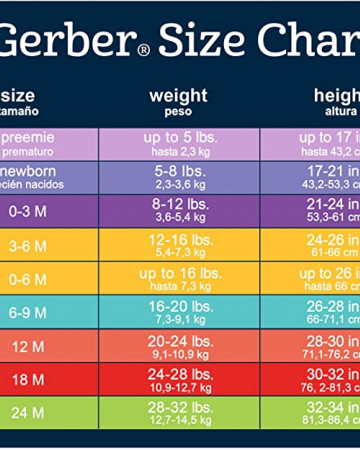 Gerber® Size Char
size weight heigh
tamaño peso altura
preemie up to 5 lbs. up to 17 in
prematuro hasta 2,3 kg hasta 43,2 c
newborn 5-8 lbs. 17-21 in.
ecién nacidos 2,3-3,6 kg 43,2-53,3 cm
0-3 M 8-12 lbs. 21-24 in.
3,6-5,4 kg 53,3-61 cm
3-6 M 12-16 lbs. 24-26 in.
5,4-7,3 kg 61-66 cm
0-6 M up to 16 lbs. up to 26 in
hasta 7,3 kg hasta 66 cm
6-9 M 16-20 lbs. 26-28 in.
7,3-9,1 kg 66-71,1 cm
12 M 20-24 lbs. 28-30 in.
9,1-10,9 kg 71,1-76,2 cm
18 M 24-28 lbs. 30-32 in.
10,9-12,7 kg 76, 2-81,3 cm
24 M 28-32 lbs. 32-34 in.
12,7-14,5 kg 81,3-86,4 cm